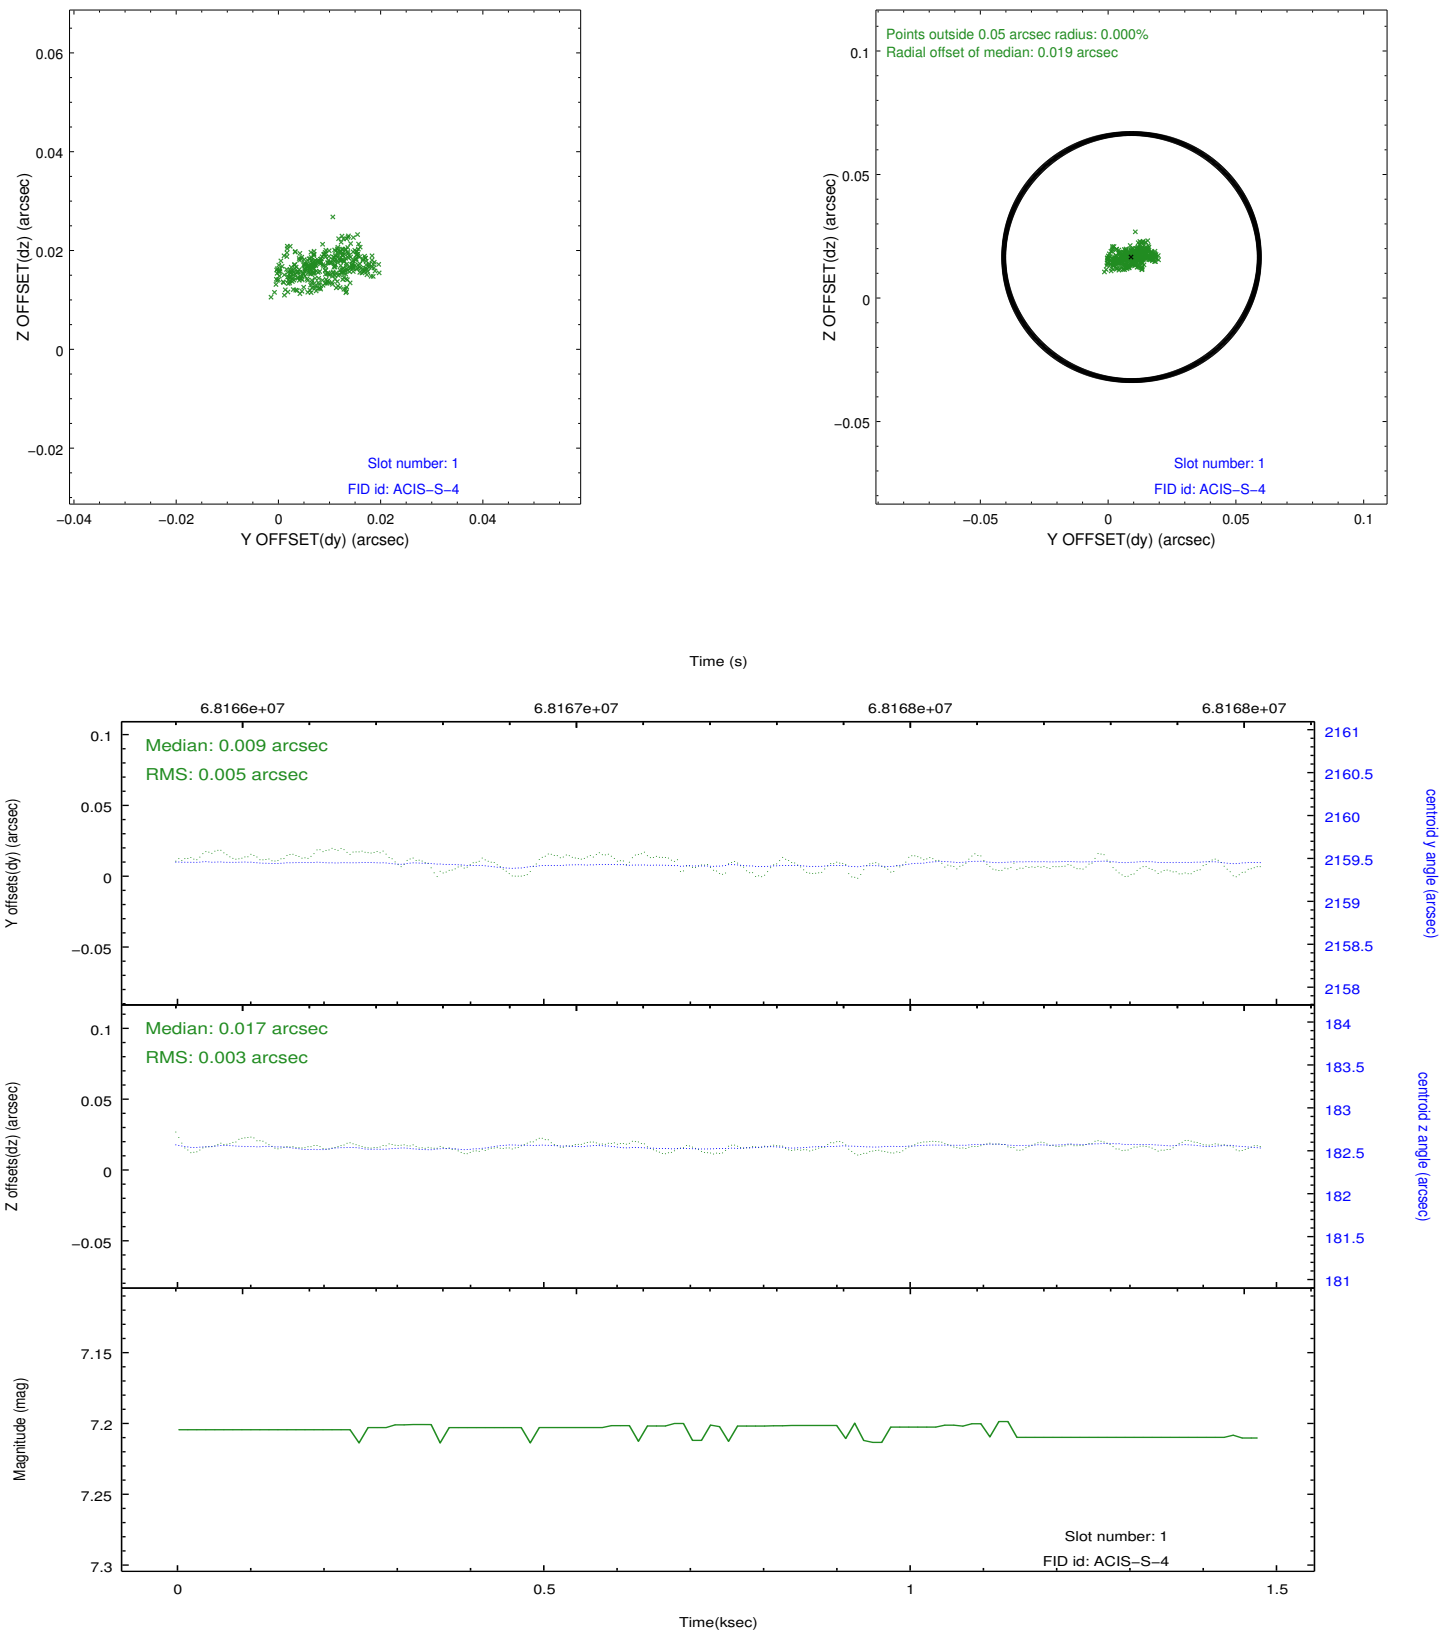 0.06
0.04
0.02
0
−0.02
−0.04
−0.02
0
0.02
0.04
Z OFFSET(dz) (arcsec)
Y OFFSET(dy) (arcsec)
Slot number: 1
FID id: ACIS−S−4
Points outside 0.05 arcsec radius: 0.000%
Radial offset of median: 0.019 arcsec
0.1
0.05
0
−0.05
−0.05
0
0.05
0.1
Z OFFSET(dz) (arcsec)
Y OFFSET(dy) (arcsec)
Slot number: 1
FID id: ACIS−S−4
Time (s)
6.8166e+07
6.8167e+07
6.8168e+07
6.8168e+07
Median: 0.009 arcsec
RMS: 0.005 arcsec
0.1
0.05
0
−0.05
Y offsets(dy) (arcsec)
2161
2160.5
2160
2159.5
2159
2158.5
2158
centroid y angle (arcsec)
Median: 0.017 arcsec
RMS: 0.003 arcsec
0.1
0.05
0
−0.05
Z offsets(dz) (arcsec)
184
183.5
183
182.5
182
181.5
181
centroid z angle (arcsec)
7.15
7.2
7.25
7.3
Magnitude (mag)
Slot number: 1
FID id: ACIS−S−4
0
0.5
1
1.5
Time(ksec)